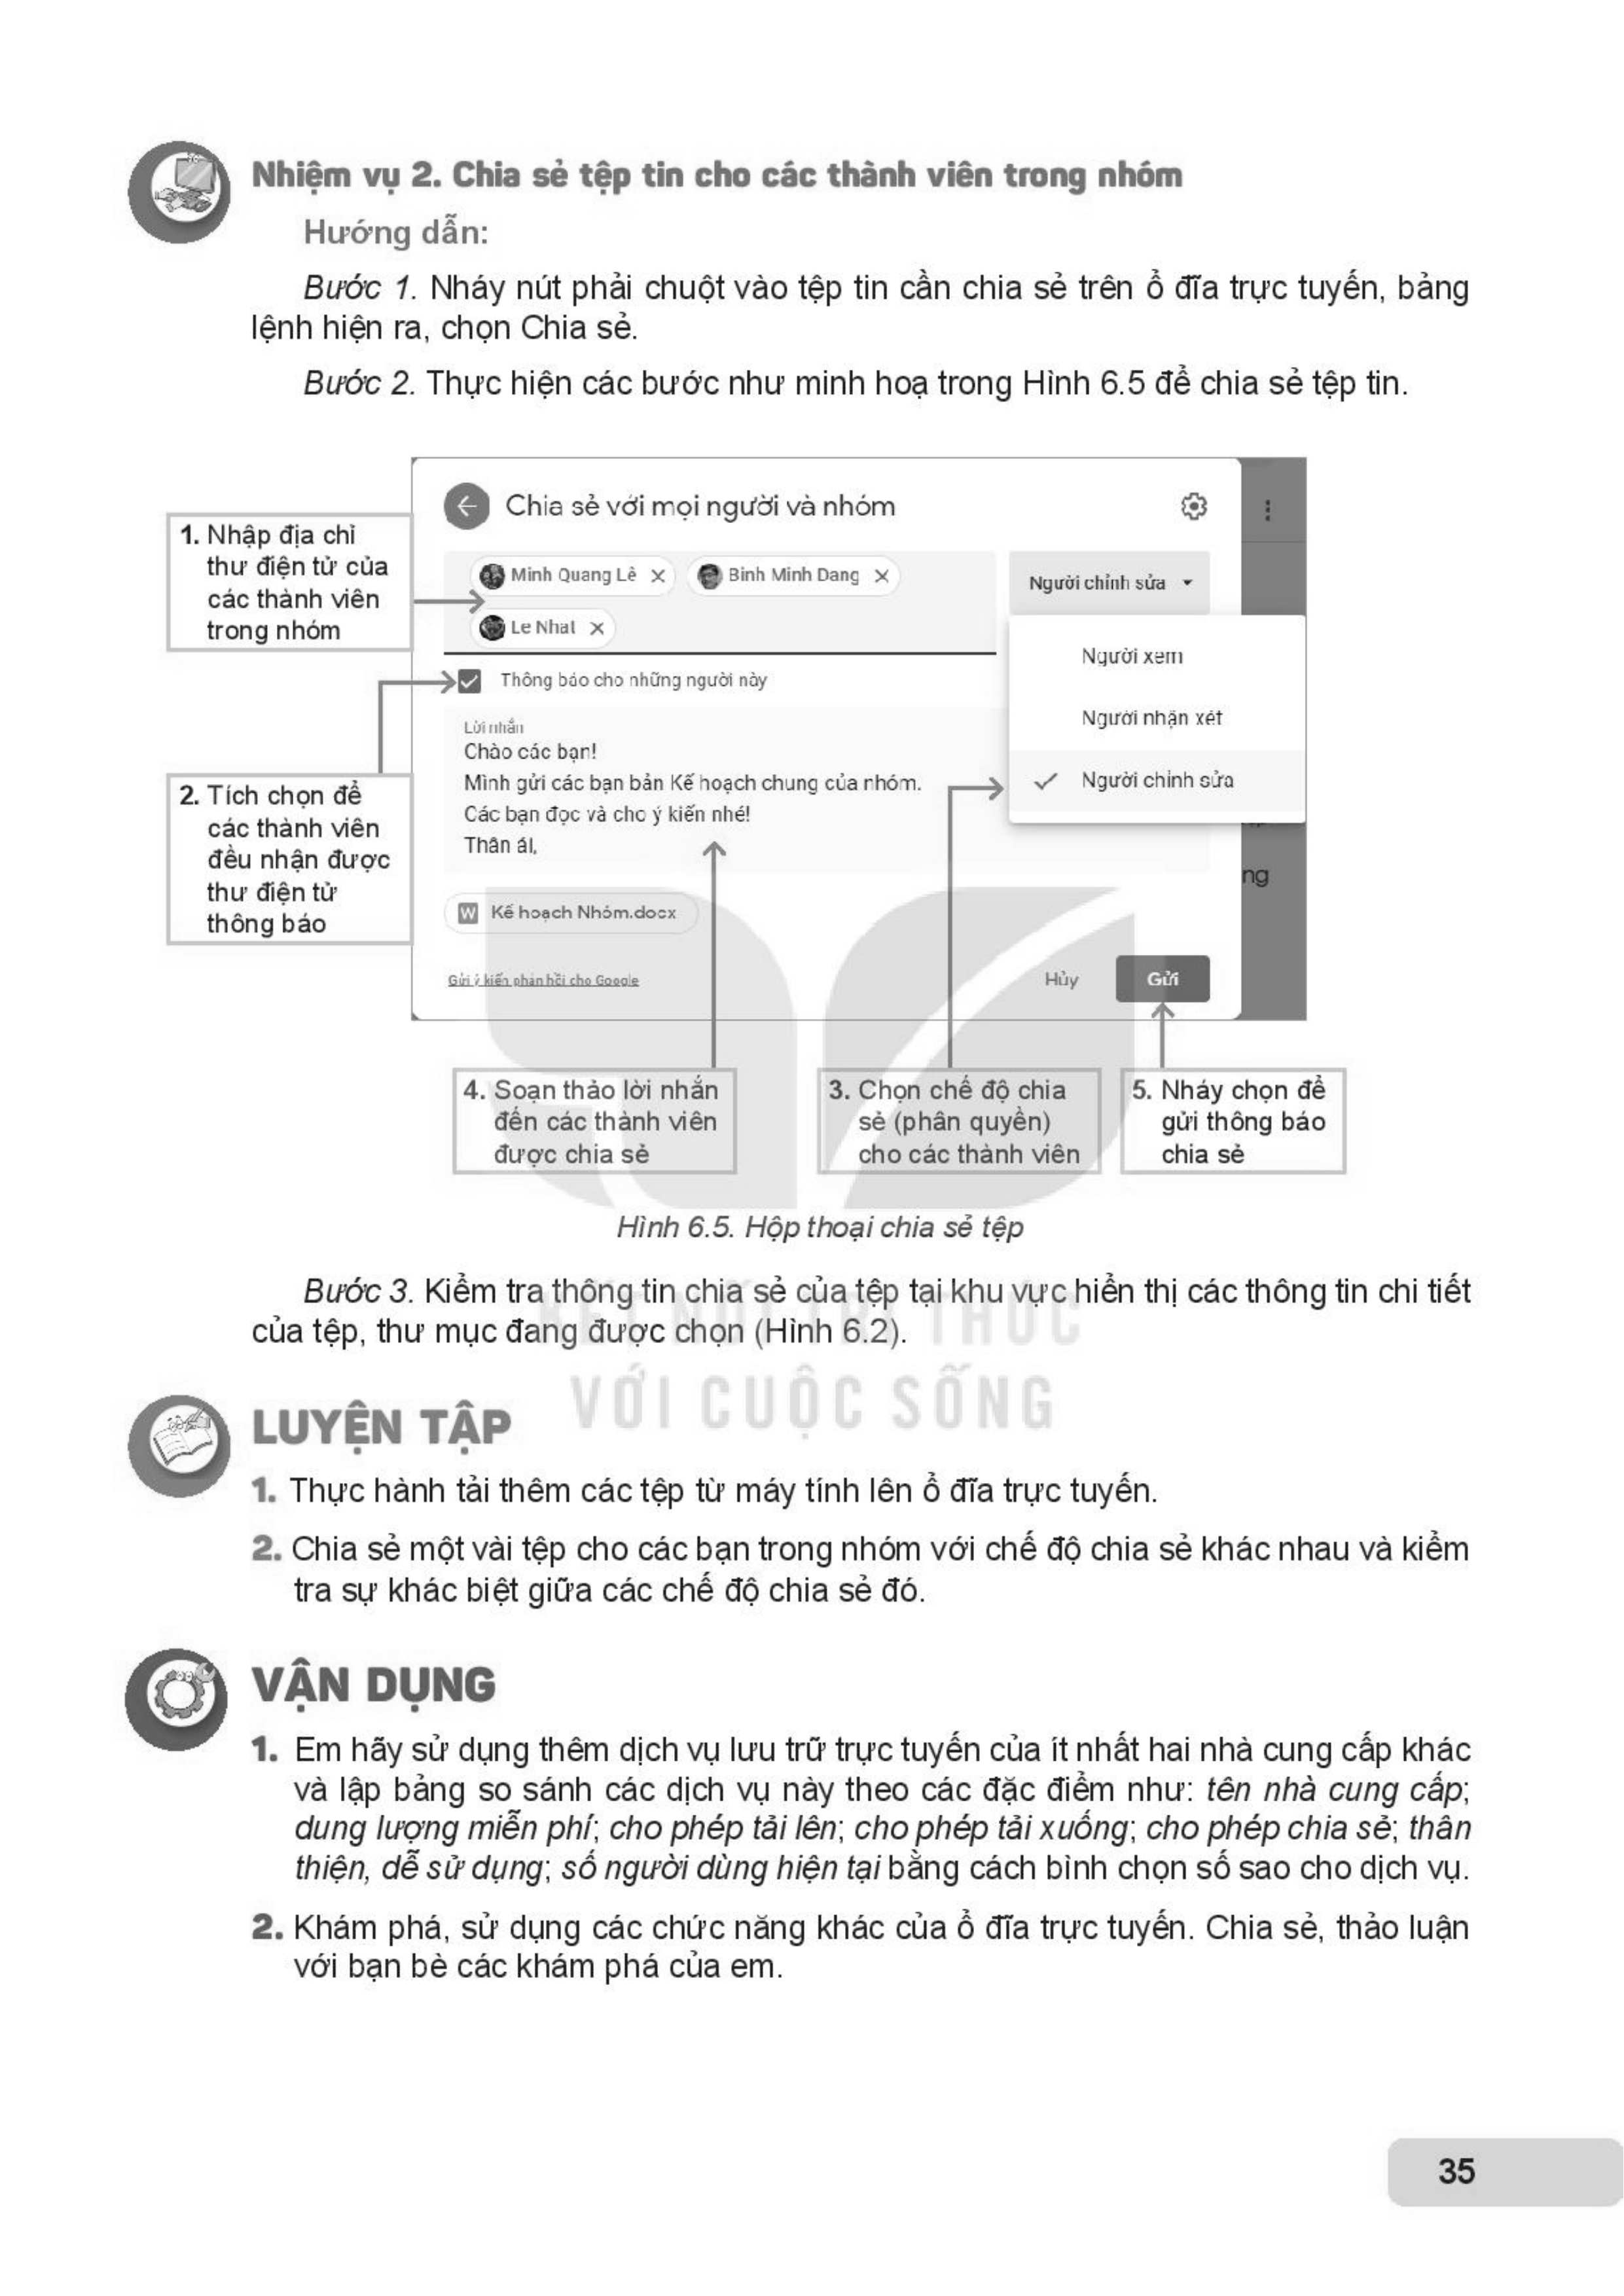 Nhiệm vụ 2. Chia sẻ tệp tin cho các thành viên trong nhóm
Hướng dẫn:
Bước 1. Nháy nút phải chuột vào tệp tin cần chia sẻ trên ổ đĩa trực tuyến, bảng
lệnh hiện ra, chọn Chia sẻ.
Bước 2. Thực hiện các bước như minh hoạ trong Hình 6.5 để chia sẻ tệp tin.
1. Nhập địa chỉ
thư điện tử của
các thành viên
trong nhóm
2. Tích chọn để
các thành viên
đều nhận được
thư điện tử
thông báo
Chia sẻ với mọi người và nhóm
Minh Quang Lê
Binh Minh Dang
Le Nhat
Người chỉnh sửa
Người xem
Người nhận xét
Người chỉnh sửa
Thông báo cho những người này
Lời nhắn
Chào các bạn!
Mình gửi các bạn bản Kế hoạch chung của nhóm.
Các bạn đọc và cho ý kiến nhé!
Thân ái,
ng
W Kế hoạch Nhóm.docx
Gửi ý kiến phản hồi cho Google
Hủy
Gửi
4. Soạn thảo lời nhắn
đến các thành viên
được chia sẻ
3. Chọn chế độ chia
sẻ (phân quyền)
cho các thành viên
5. Nháy chọn để
gửi thông báo
chia sẻ
Hình 6.5. Hộp thoại chia sẻ tệp
Bước 3. Kiểm tra thông tin chia sẻ của tệp tại khu vực hiển thị các thông tin chi tiết
của tệp, thư mục đang được chọn (Hình 6.2).
KẾT NỐI TRI THỨC
VỚI CUỘC SỐNG
LUYỆN TẬP
1. Thực hành tải thêm các tệp từ máy tính lên ổ đĩa trực tuyến.
2. Chia sẻ một vài tệp cho các bạn trong nhóm với chế độ chia sẻ khác nhau và kiểm
tra sự khác biệt giữa các chế độ chia sẻ đó.
VẬN DỤNG
1. Em hãy sử dụng thêm dịch vụ lưu trữ trực tuyến của ít nhất hai nhà cung cấp khác
và lập bảng so sánh các dịch vụ này theo các đặc điểm như: tên nhà cung cấp;
dung lượng miễn phí; cho phép tải lên; cho phép tải xuống; cho phép chia sẻ; thân
thiện, dễ sử dụng; số người dùng hiện tại bằng cách bình chọn số sao cho dịch vụ.
2. Khám phá, sử dụng các chức năng khác của ổ đĩa trực tuyến. Chia sẻ, thảo luận
với bạn bè các khám phá của em.
35